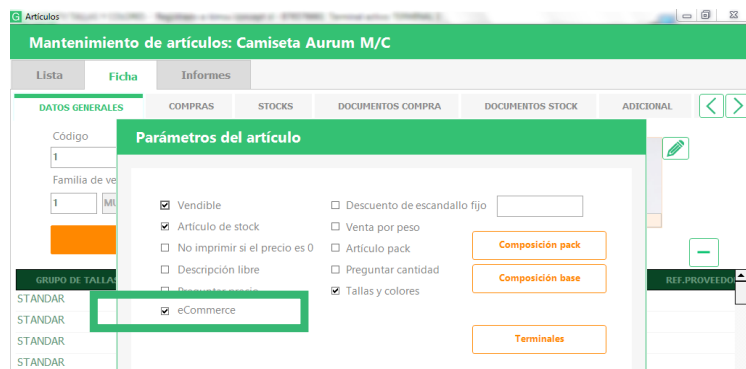 G Artículos
Mantenimiento de artículos: Camiseta Aurum M/C
Lista Ficha Informes
DATOS GENERALES COMPRAS STOCKS DOCUMENTOS COMPRA DOCUMENTOS STOCK ADICIONAL
Código
Parámetros del artículo
1
Familia de ve
1 MU
Vendible Descuento de escandallo fijo
Artículo de stock Venta por peso
No imprimir si el precio es 0 Artículo pack Composición pack
Descripción libre Preguntar cantidad Composición base
Preguntar precio Tallas y colores
eCommerce
Terminales
GRUPO DE TALLAS REF.PROVEEDO
STANDAR
STANDAR
STANDAR
STANDAR